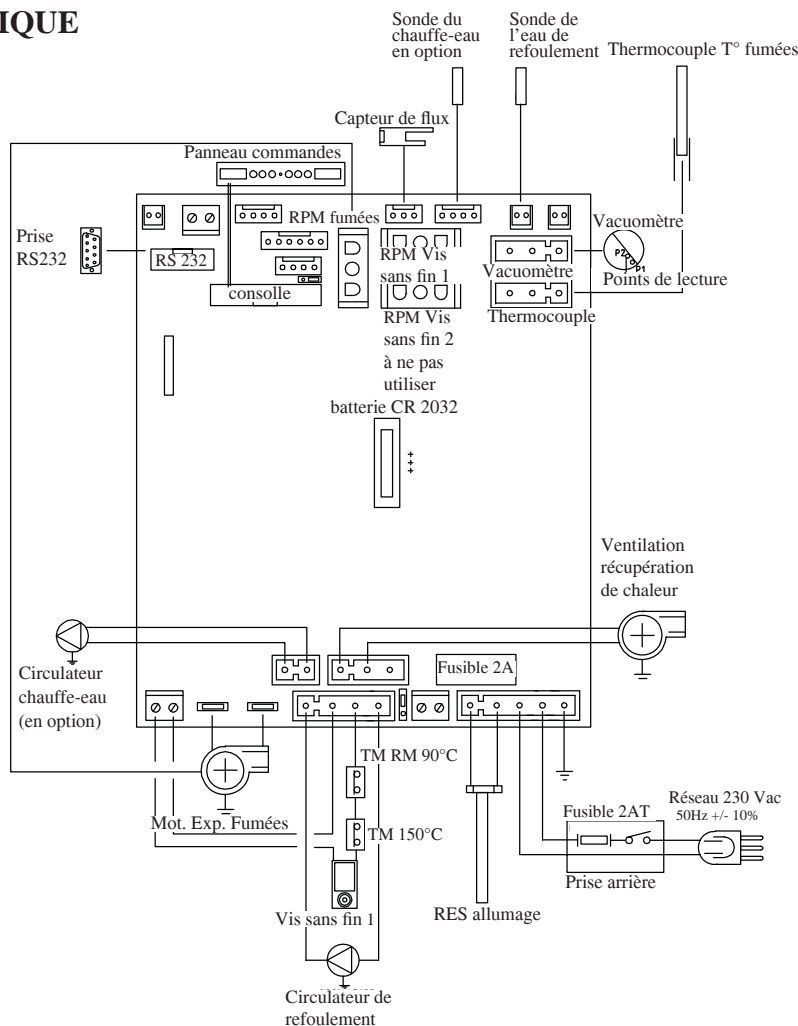 IQUE
Sonde du
chauffe-eau
en option
Sonde de
l'eau de
refoulement
Thermocouple T° fumées
Capteur de flux
Panneau commandes
RPM fumées
Prise
RS232
RS 232
consolle
RPM Vis
sans fin 1
Vacuomètre
Vacuomètre
P2
P1
Points de lecture
Thermocouple
RPM Vis
sans fin 2
à ne pas
utiliser
batterie CR 2032
+++
Ventilation
récupération
de chaleur
Circulateur
chauffe-eau
(en option)
Fusible 2A
TM RM 90°C
Mot. Exp. Fumées
TM 150°C
Vis sans fin 1
RES allumage
Fusible 2AT
Prise arrière
Réseau 230 Vac
50Hz +/- 10%
Circulateur de
refoulement